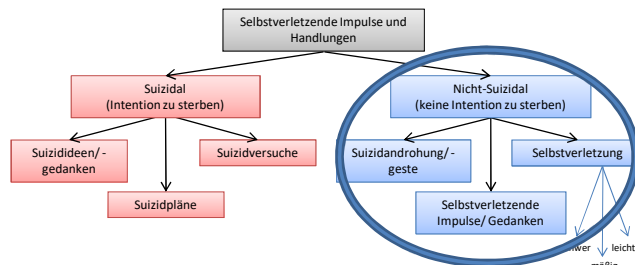 Selbstverletzende Impulse und
Handlungen
Suizidal
(Intention zu sterben)
Nicht-Suizidal
(keine Intention zu sterben)
Suizidideen/ -
gedanken
Suizidversuche
Suizidandrohung/ -
geste
Selbstverletzung
Suizidpläne
Selbstverletzende
Impulse/ Gedanken
leicht